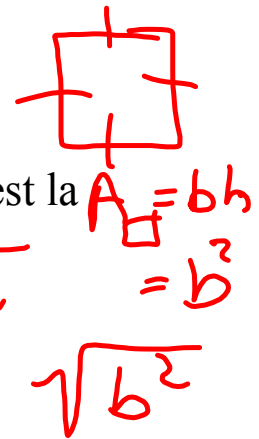 est la A□ = bh
= b²
√b²